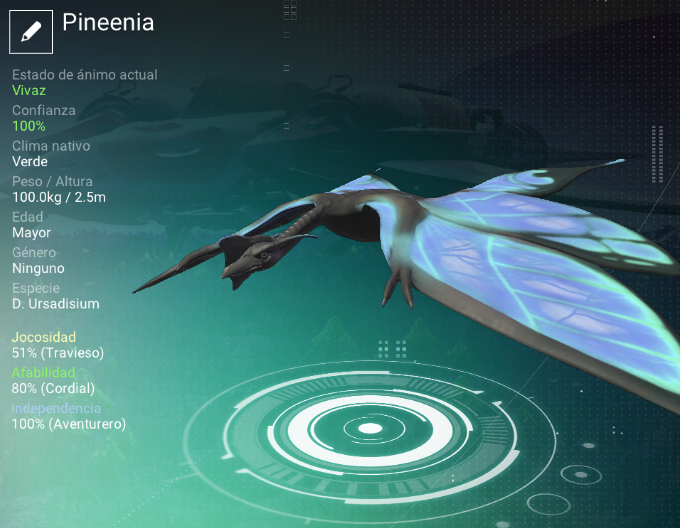 Pineenia
Estado de ánimo actual
Vivaz
Confianza
100%
Clima nativo
Verde
Peso / Altura
100.0kg / 2.5m
Edad
Mayor
Género
Ninguno
Especie
D. Ursadisium
Jocosidad
51% (Travieso)
Afabilidad
80% (Cordial)
Independencia
100% (Aventurero)